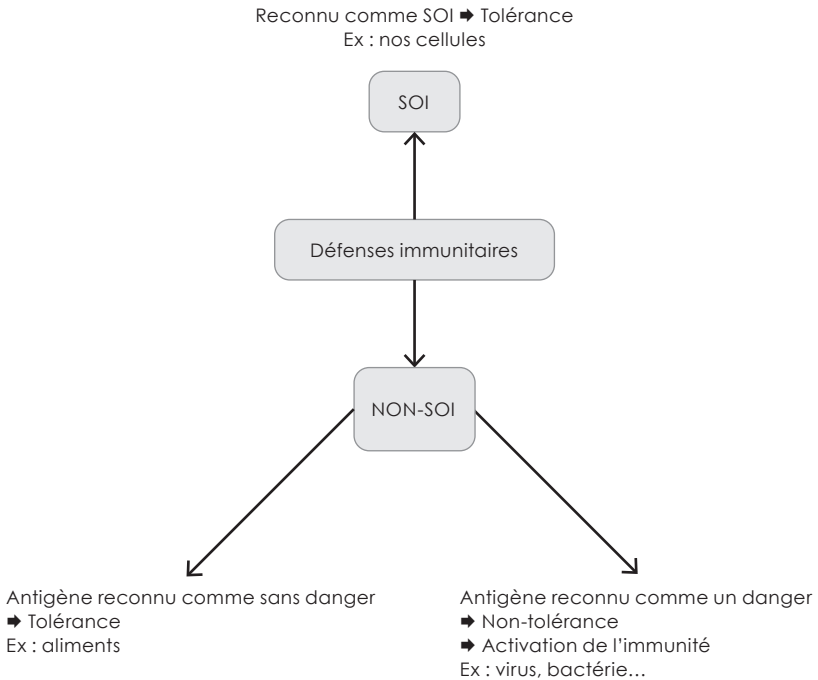 Reconnu comme SOI ➡ Tolérance
Ex : nos cellules
SOI
Défenses immunitaires
NON-SOI
Antigène reconnu comme sans danger
➡ Tolérance
Ex : aliments
Antigène reconnu comme un danger
➡ Non-tolérance
➡ Activation de l’immunité
Ex : virus, bactérie…